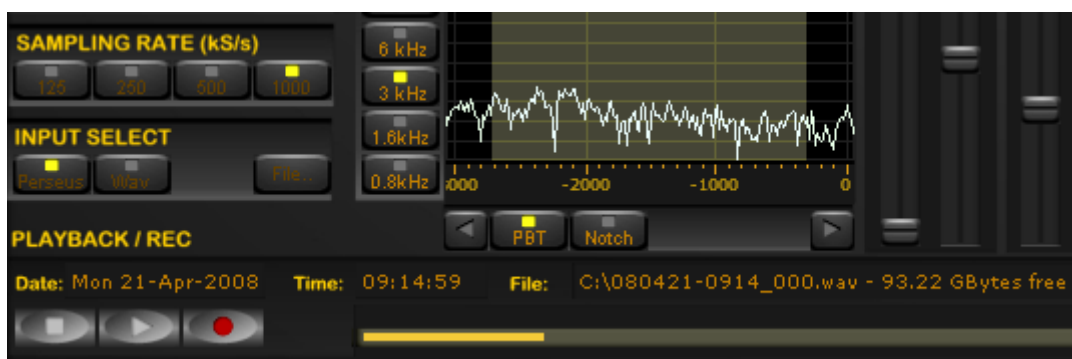 SAMPLING RATE (kS/s)
125 250 500 1000
6 kHz
3 kHz
1.6kHz
0.8kHz
INPUT SELECT
Perseus Wav File..
-2000 -1000 0
PBT Notch
PLAYBACK / REC
Date: Mon 21-Apr-2008 Time: 09:14:59 File: C:\080421-0914_000.wav - 93.22 GBytes free